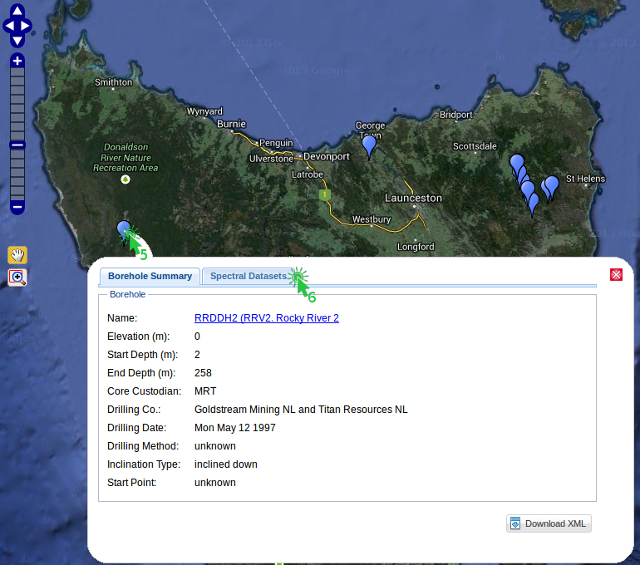 Smithton
Wynyard
Burnie
Penguin
Ulverstone
Devonport
Latrobe
George
Town
Bridport
Scottsdale
St Helens
Donaldson
River Nature
Recreation Area
1
Launceston
Westbury
Longford
5
Borehole Summary
Spectral Datasets
6
Borehole
Name: RRDDH2 (RRV2. Rocky River 2
Elevation (m): 0
Start Depth (m): 2
End Depth (m): 258
Core Custodian: MRT
Drilling Co.: Goldstream Mining NL and Titan Resources NL
Drilling Date: Mon May 12 1997
Drilling Method: unknown
Inclination Type: inclined down
Start Point: unknown
Download XML